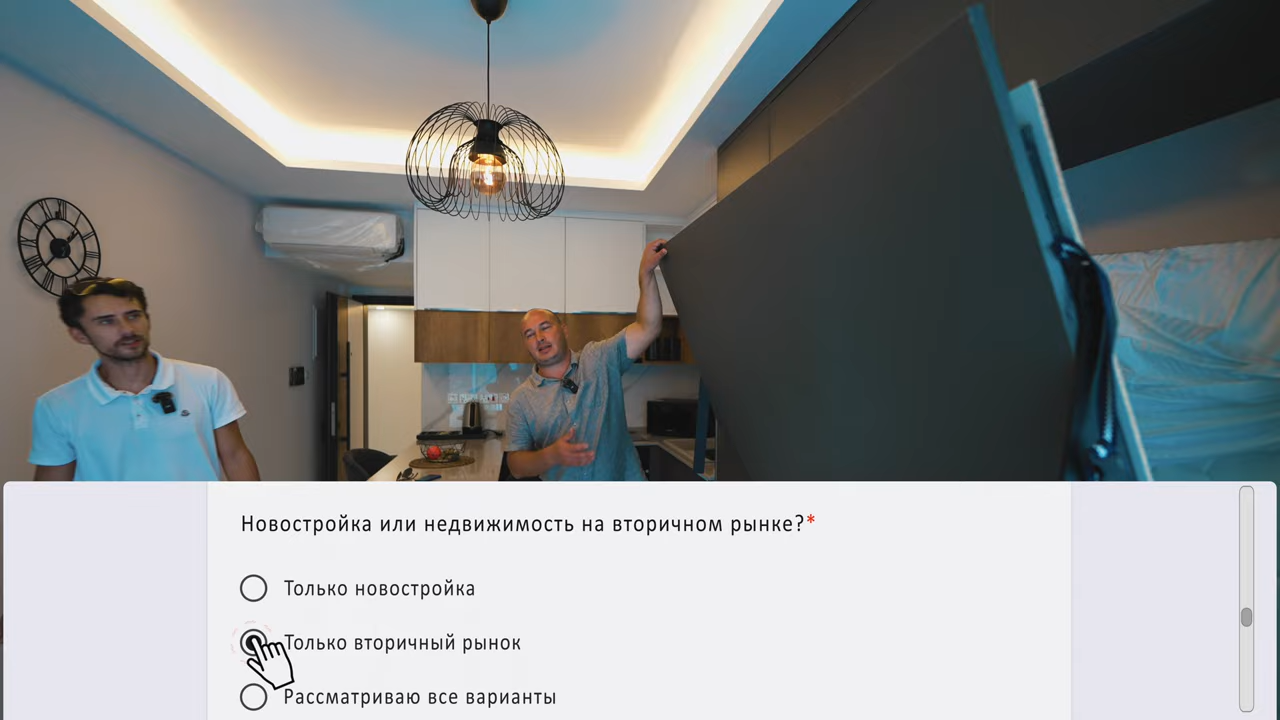 Новостройка или недвижимость на вторичном рынке?*
Только новостройка
Только вторичный рынок
Рассматриваю все варианты